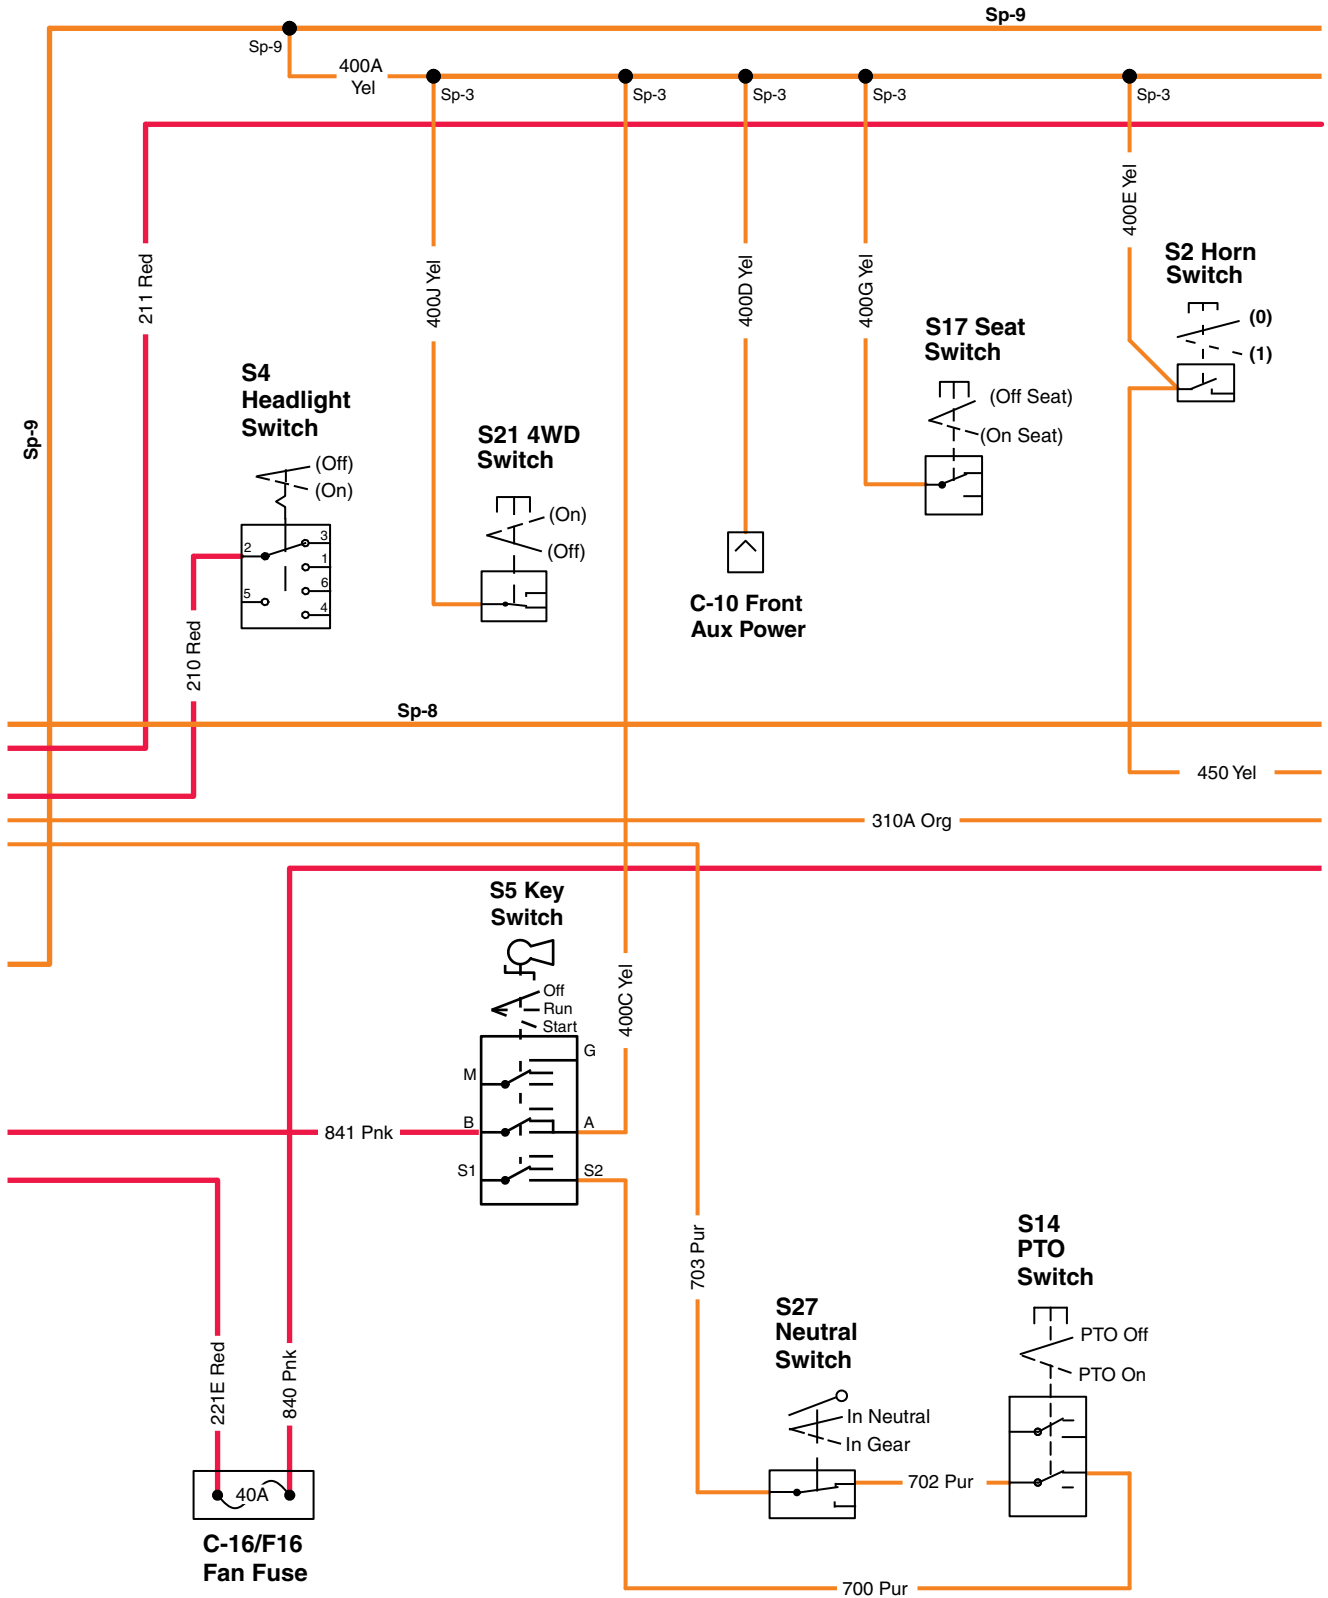 Sp-9
Sp-9
400A
Yel
Sp-3
Sp-3
Sp-3
Sp-3
Sp-3
400E Yel
211 Red
400J Yel
400D Yel
400G Yel
S2 Horn
Switch
(0)
(1)
S17 Seat
Switch
(Off Seat)
(On Seat)
S4
Headlight
Switch
(Off)
(On)
2
3
1
6
5
4
Sp-9
S21 4WD
Switch
(On)
(Off)
C-10 Front
Aux Power
210 Red
Sp-8
450 Yel
310A Org
S5 Key
Switch
Off
Run
Start
G
M
B
A
S1
S2
400C Yel
841 Pnk
703 Pur
S14
PTO
Switch
PTO Off
PTO On
S27
Neutral
Switch
In Neutral
In Gear
702 Pur
221E Red
840 Pnk
40A
C-16/F16
Fan Fuse
700 Pur